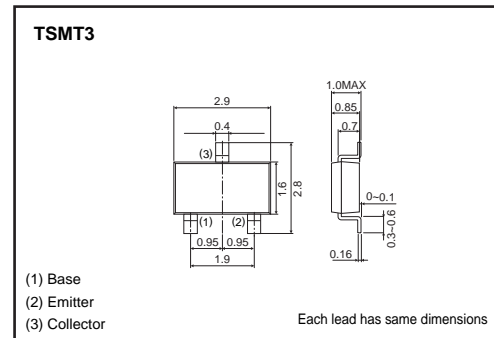 TSMT3
1.0MAX
2.9
0.85
0.4
0.7
(3)
1.6
2.8
0~0.1
(1)
(2)
0.3~0.6
0.95
0.95
0.16
1.9
(1) Base
(2) Emitter
(3) Collector
Each lead has same dimensions